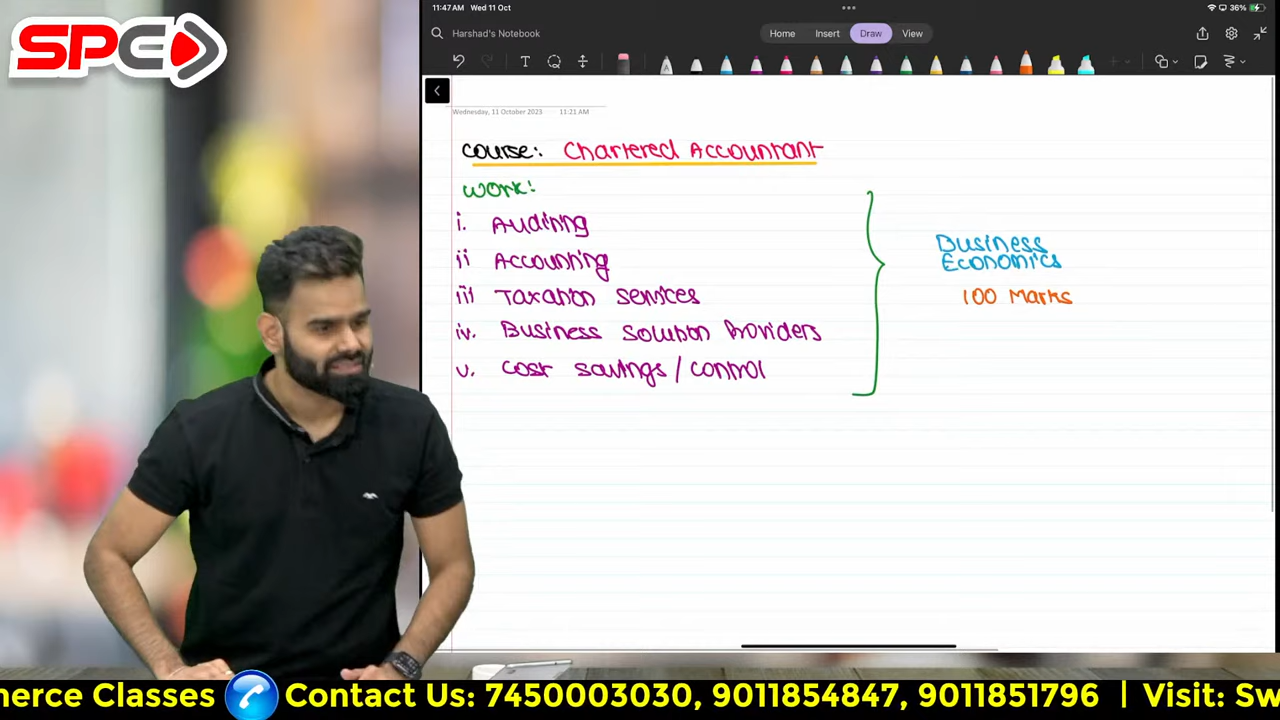 SPE
11:47 AM Wed 11 Oct
36%
Harshad's Notebook
Home Insert Draw View
Wednesday, 11 October 2023 11:21 AM
Course: Chartered Accountant
Work:
i. Auditing
ii Accounting
iii Taxation services
iv. Business solution Providers
v. Cost savings / control
Business
Economics
100 Marks
merce Classes Contact Us: 7450003030, 9011854847, 9011851796 | Visit: Sw